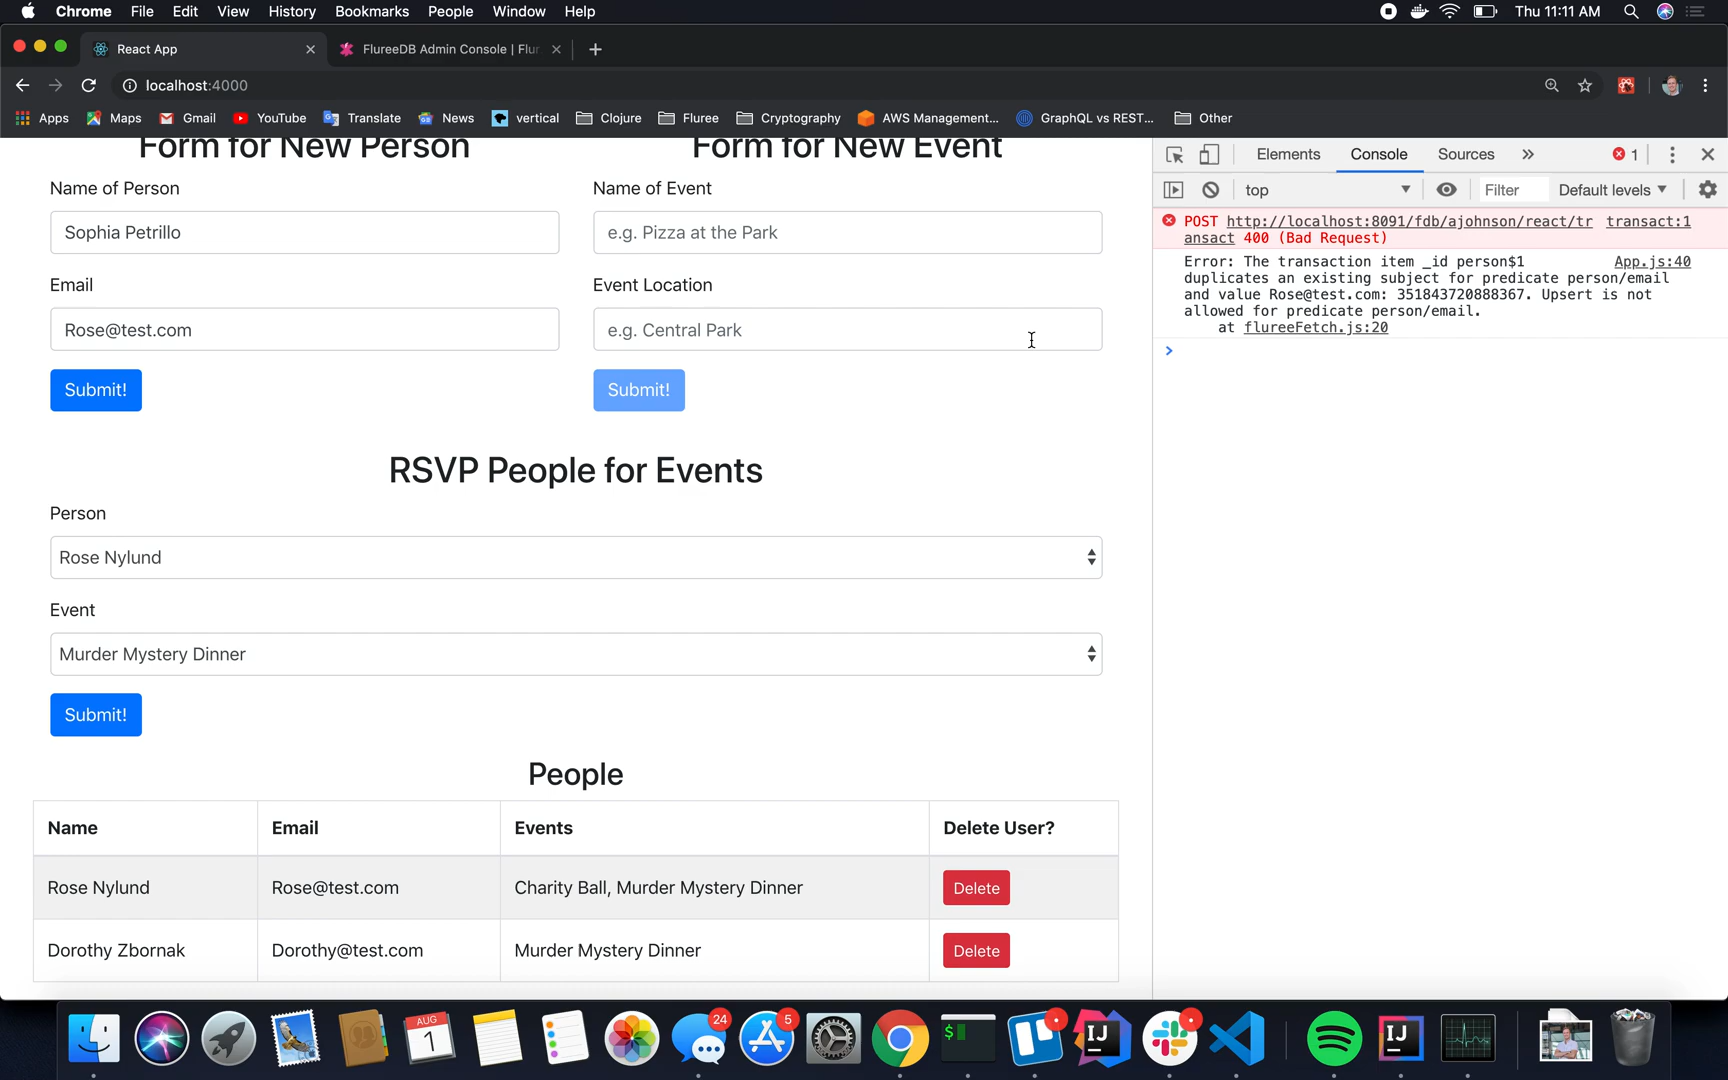 Chrome File Edit View History Bookmarks People Window Help Thu 11:11 AM
React App FlureeDB Admin Console | Flur
localhost:4000
Apps Maps Gmail YouTube Translate News vertical Clojure Fluree Cryptography AWS Management... GraphQL vs REST... Other
Form for New Person
Name of Person
Sophia Petrillo
Email
Rose@test.com
Submit!
Form for New Event
Name of Event
e.g. Pizza at the Park
Event Location
e.g. Central Park
Submit!
RSVP People for Events
Person
Rose Nylund
Event
Murder Mystery Dinner
Submit!
People
Name Email Events Delete User?
Rose Nylund Rose@test.com Charity Ball, Murder Mystery Dinner Delete
Dorothy Zbornak Dorothy@test.com Murder Mystery Dinner Delete
Elements Console Sources 1
top Filter Default levels
POST http://localhost:8091/fdb/ajohnson/react/tr transact:1
ansact 400 (Bad Request)
Error: The transaction item _id person$1 App.js:40
duplicates an existing subject for predicate person/email
and value Rose@test.com: 351843720888367. Upsert is not
allowed for predicate person/email.
at flureeFetch.js:20
AUG
1
24
5
$
IJ
IJ